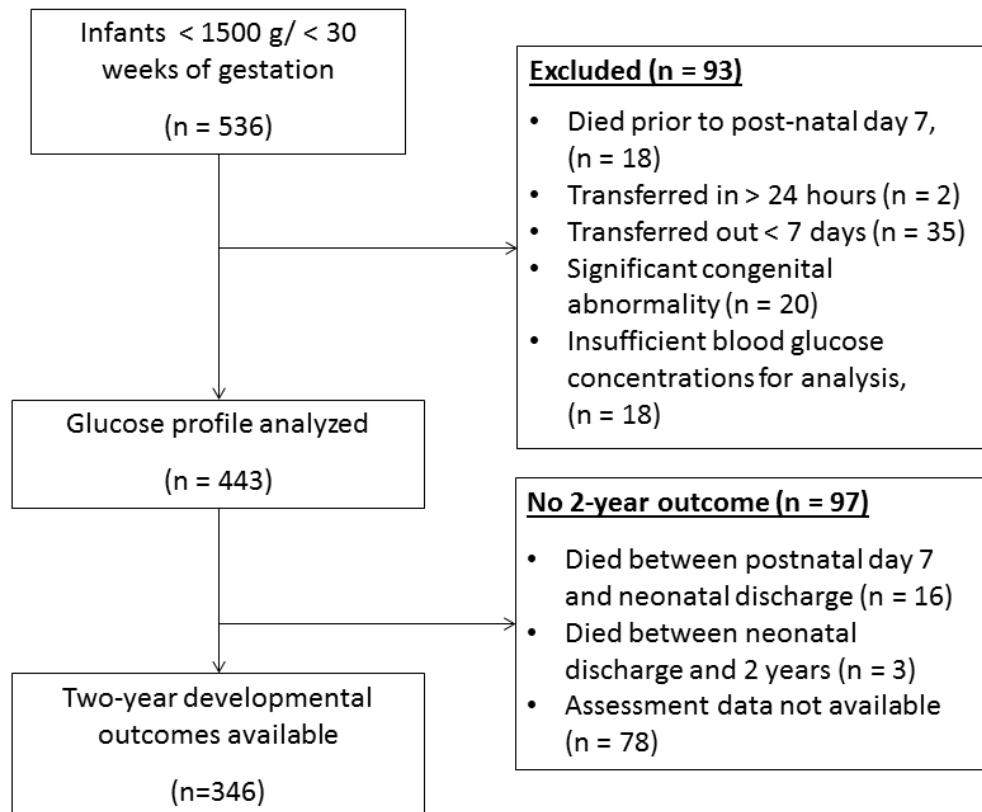 Infants < 1500 g/ < 30
weeks of gestation
(n = 536)
Excluded (n = 93)
• Died prior to post-natal day 7,
(n = 18)
• Transferred in > 24 hours (n = 2)
• Transferred out < 7 days (n = 35)
• Significant congenital
abnormality (n = 20)
• Insufficient blood glucose
concentrations for analysis,
(n = 18)
Glucose profile analyzed
(n = 443)
No 2-year outcome (n = 97)
• Died between postnatal day 7
and neonatal discharge (n = 16)
• Died between neonatal
discharge and 2 years (n = 3)
• Assessment data not available
(n = 78)
Two-year developmental
outcomes available
(n=346)